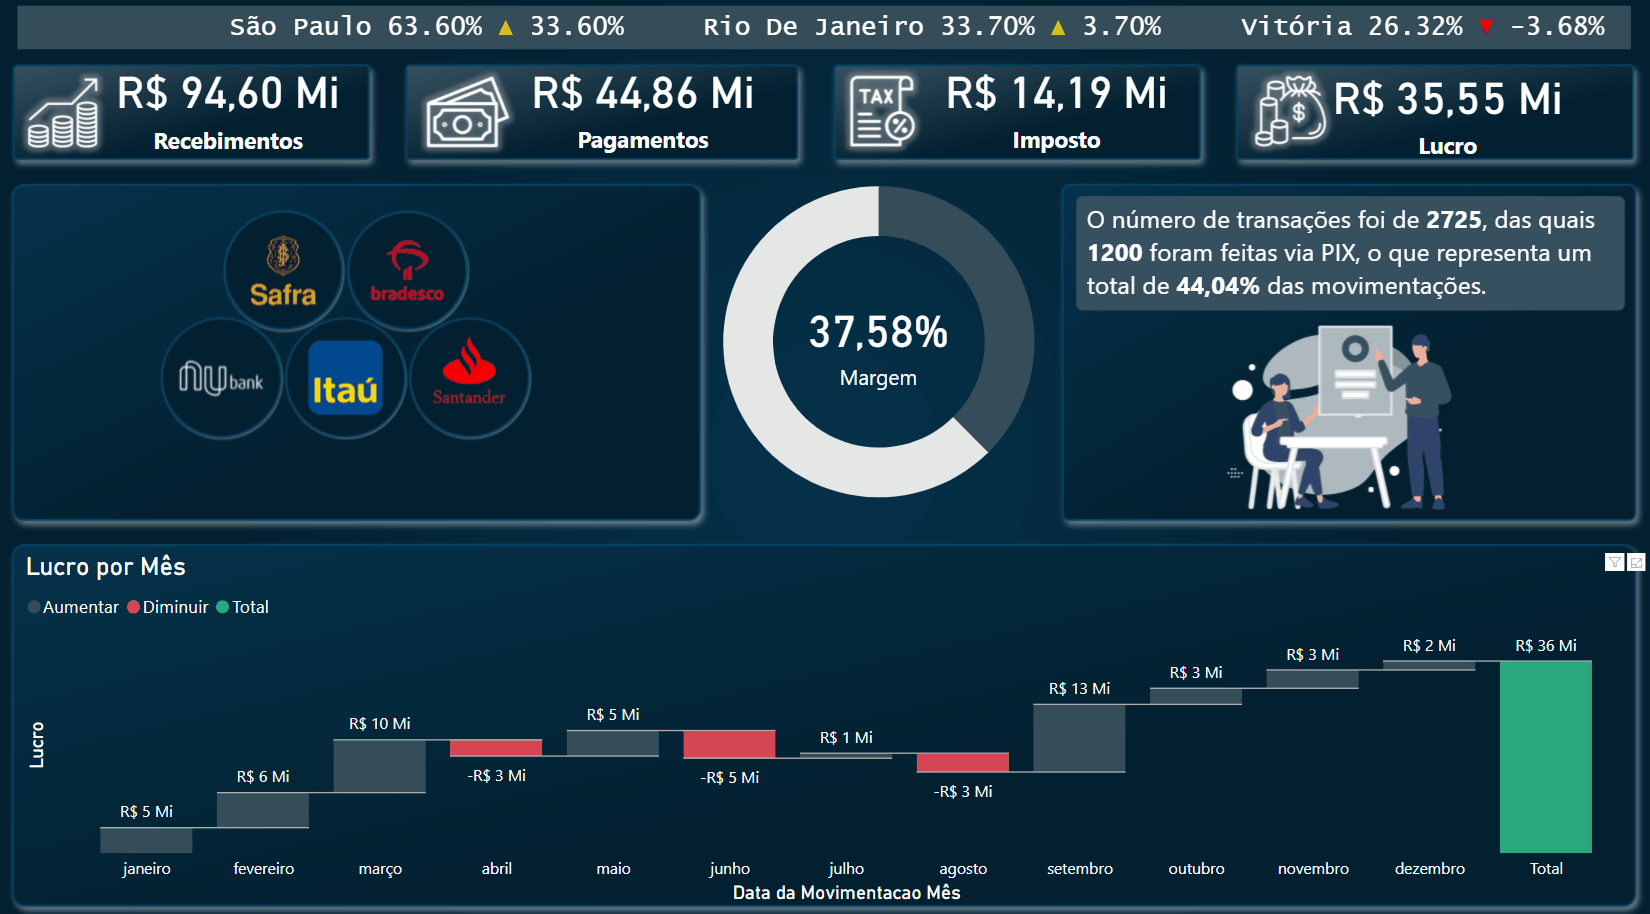 São Paulo 63.60% ▲ 33.60% Rio De Janeiro 33.70% ▲ 3.70% Vitória 26.32% ▼ -3.68%
R$ 94,60 Mi
Recebimentos
R$ 44,86 Mi
Pagamentos
TAX
R$ 14,19 Mi
Imposto
$
R$ 35,55 Mi
Lucro
Safra
bradesco
nu bank
Itaú
Santander
37,58%
Margem
O número de transações foi de 2725, das quais
1200 foram feitas via PIX, o que representa um
total de 44,04% das movimentações.
Lucro por Mês
Aumentar Diminuir Total
Lucro
R$ 5 Mi
R$ 6 Mi
R$ 10 Mi
-R$ 3 Mi
R$ 5 Mi
-R$ 5 Mi
R$ 1 Mi
-R$ 3 Mi
R$ 13 Mi
R$ 3 Mi
R$ 3 Mi
R$ 2 Mi
R$ 36 Mi
janeiro fevereiro março abril maio junho julho agosto setembro outubro novembro dezembro Total
Data da Movimentacao Mês